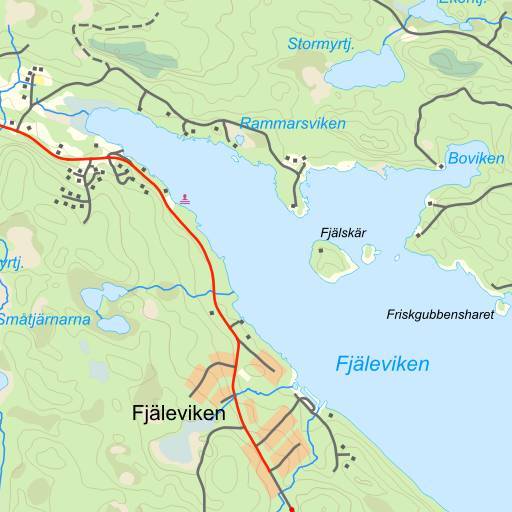 Stormyrtj.
Rammarsviken
Boviken
Fjälskär
Friskgubbensharet
Småtjärnarna
Fjäleviken
Fjäleviken